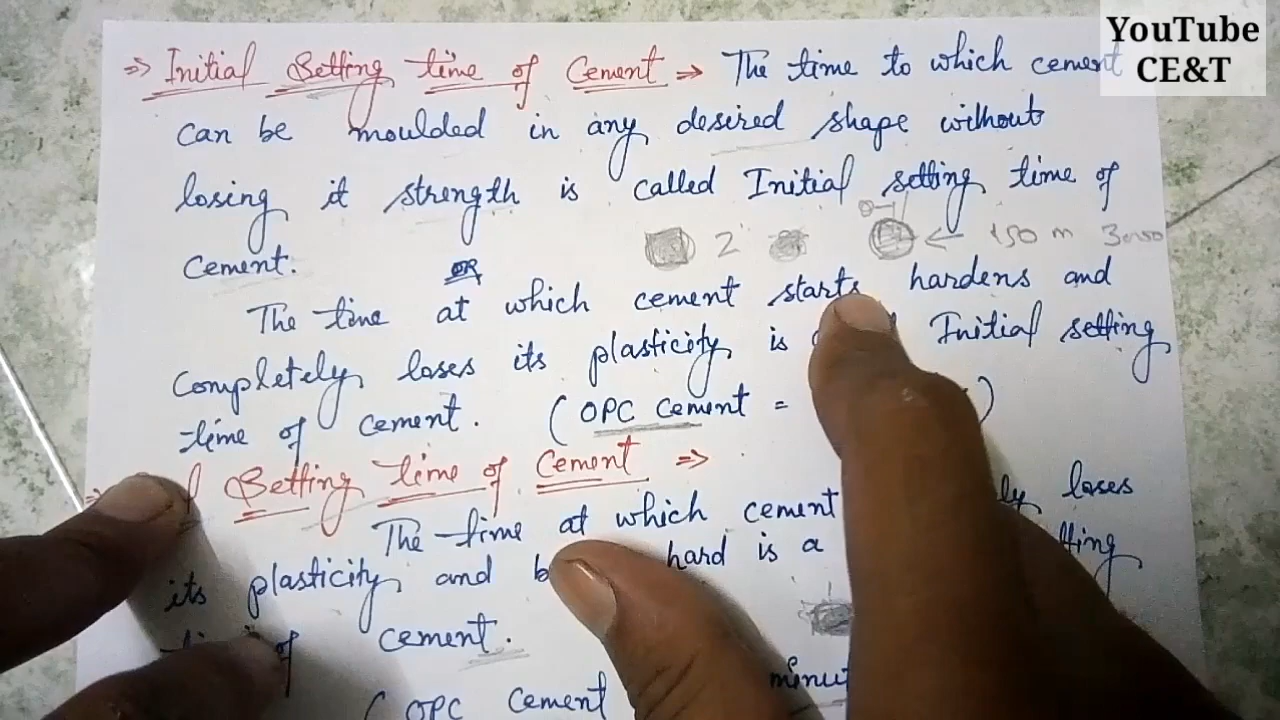 YouTube
CE&T
⇒ Initial Setting time of Cement ⇒ The time to which cement
can be moulded in any desired shape without
losing it strength is called Initial setting time of
cement.
2 ← 150 m
OR
The time at which cement starts hardens and
Completely loses its plasticity is Initial setting
time of cement. (OPC Cement = )
Setting time of Cement ⇒
The time at which cement loses
its plasticity and hard is a
of cement.
(OPC Cement